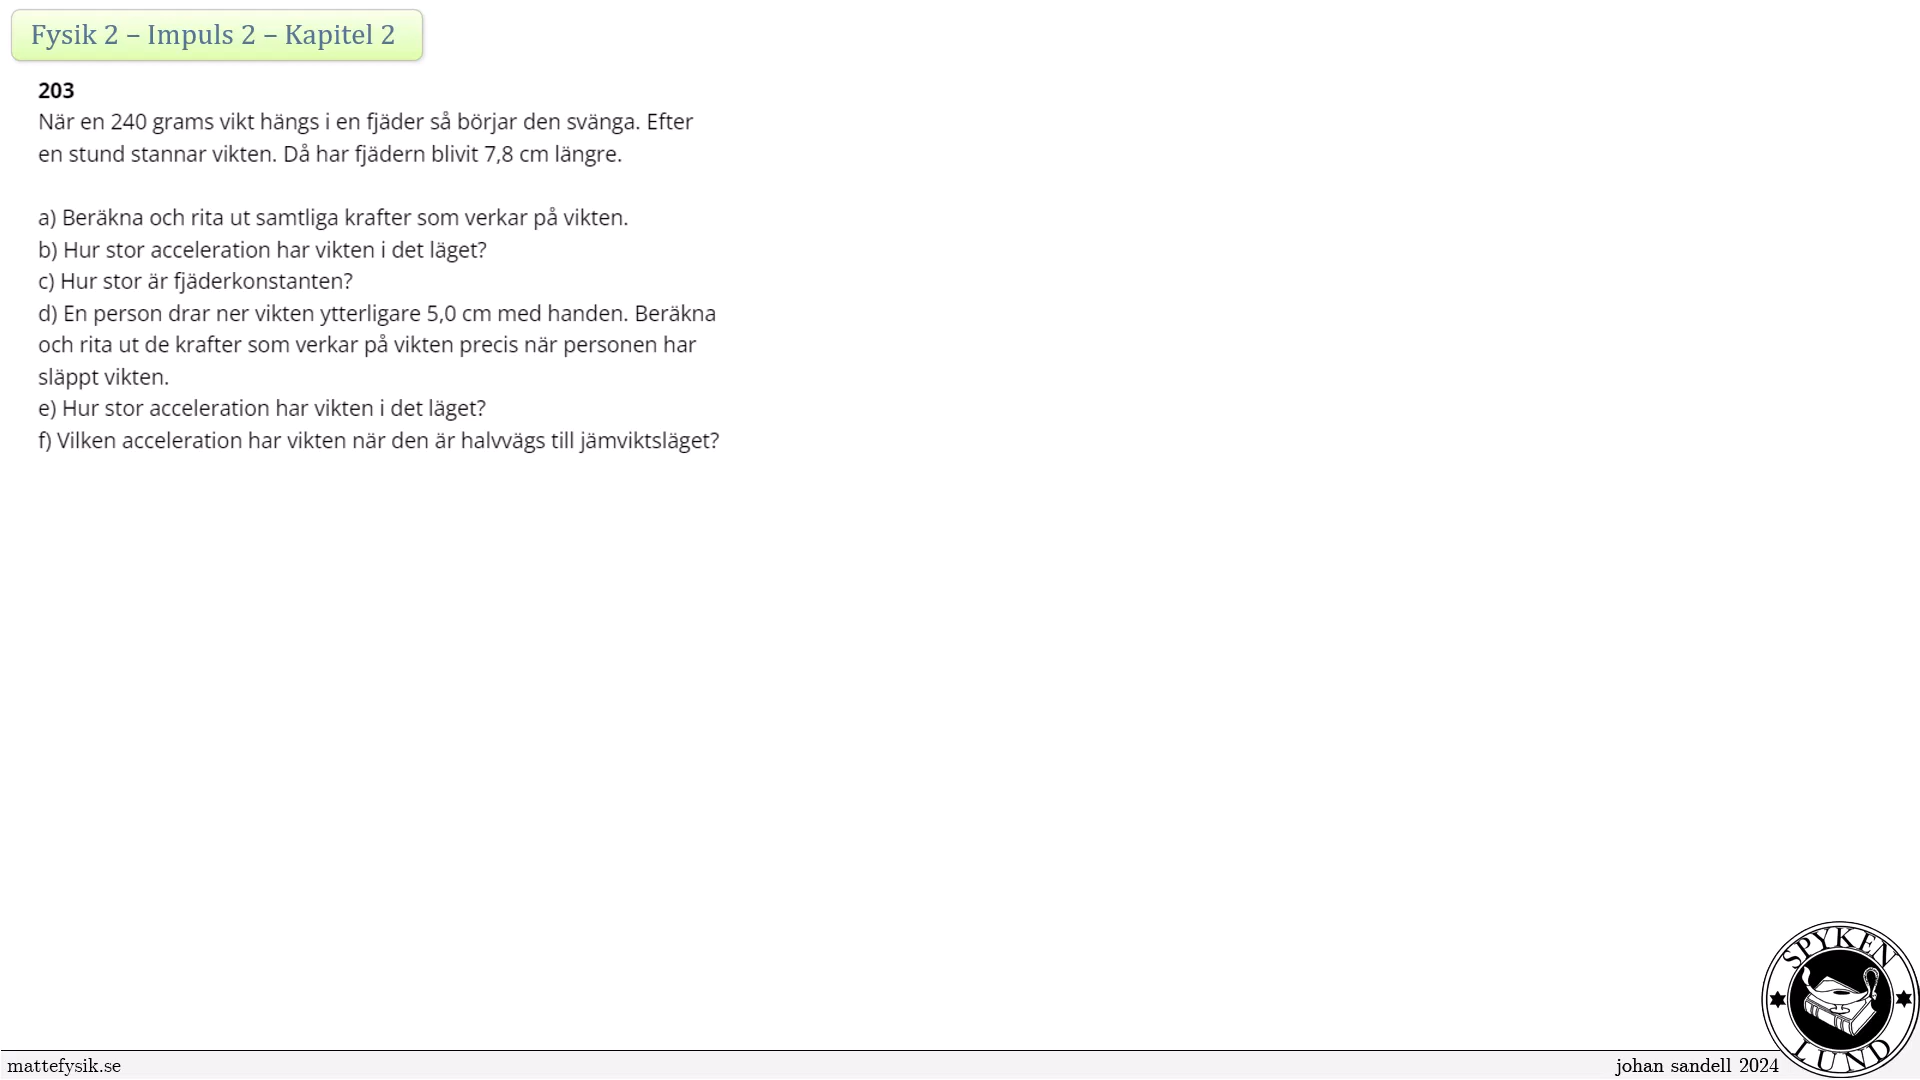 Fysik 2 – Impuls 2 – Kapitel 2
203
När en 240 grams vikt hängs i en fjäder så börjar den svänga. Efter
en stund stannar vikten. Då har fjädern blivit 7,8 cm längre.
a) Beräkna och rita ut samtliga krafter som verkar på vikten.
b) Hur stor acceleration har vikten i det läget?
c) Hur stor är fjäderkonstanten?
d) En person drar ner vikten ytterligare 5,0 cm med handen. Beräkna
och rita ut de krafter som verkar på vikten precis när personen har
släppt vikten.
e) Hur stor acceleration har vikten i det läget?
f) Vilken acceleration har vikten när den är halvvägs till jämviktsläget?
SPYKEN
LUND
mattefysik.se
johan sandell 2024